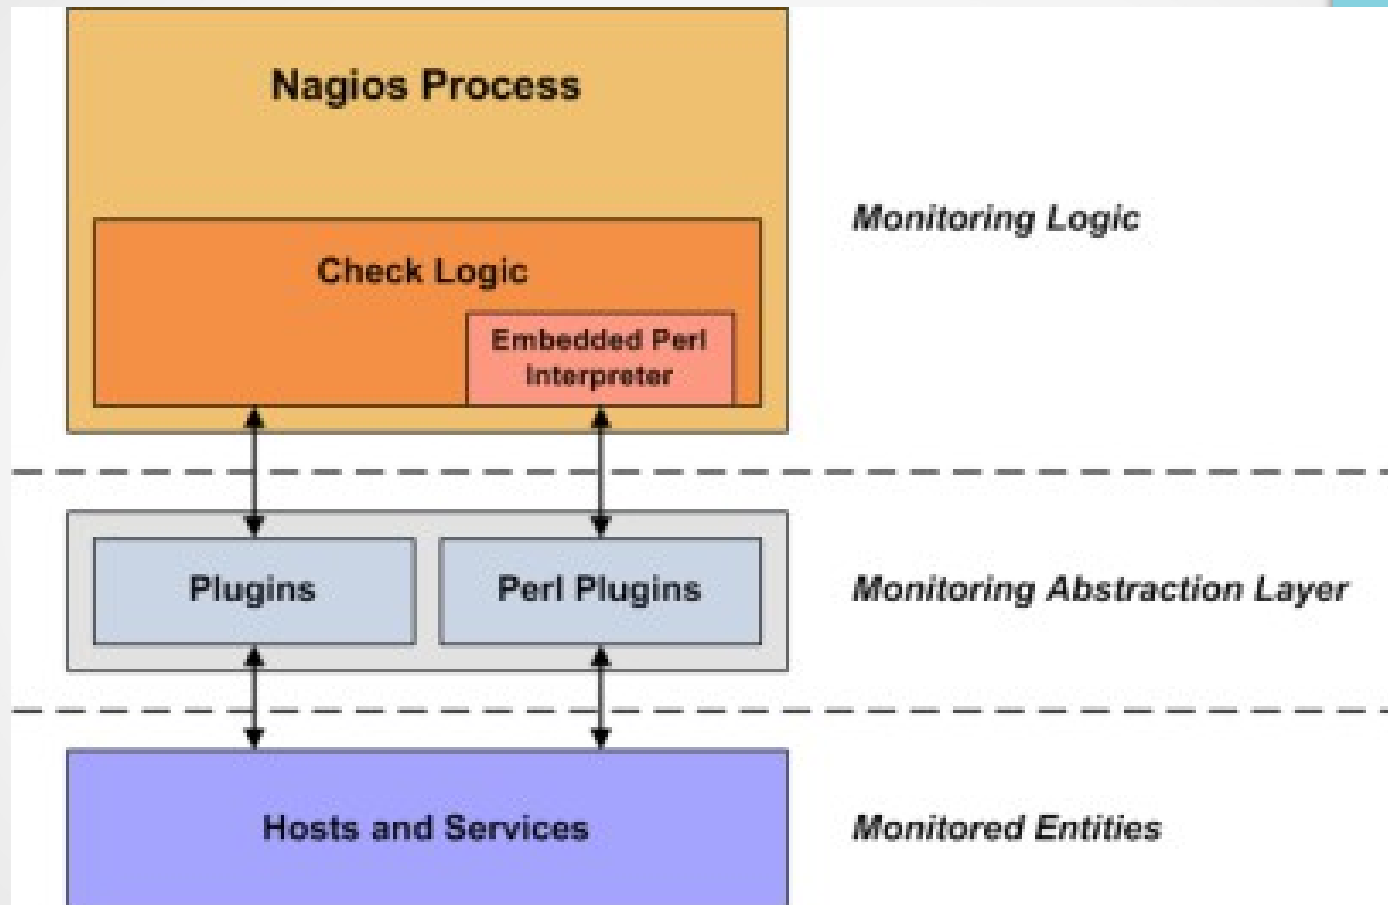 Nagios Process
Monitoring Logic
Check Logic
Embedded Perl
Interpreter
Plugins
Perl Plugins
Monitoring Abstraction Layer
Hosts and Services
Monitored Entities